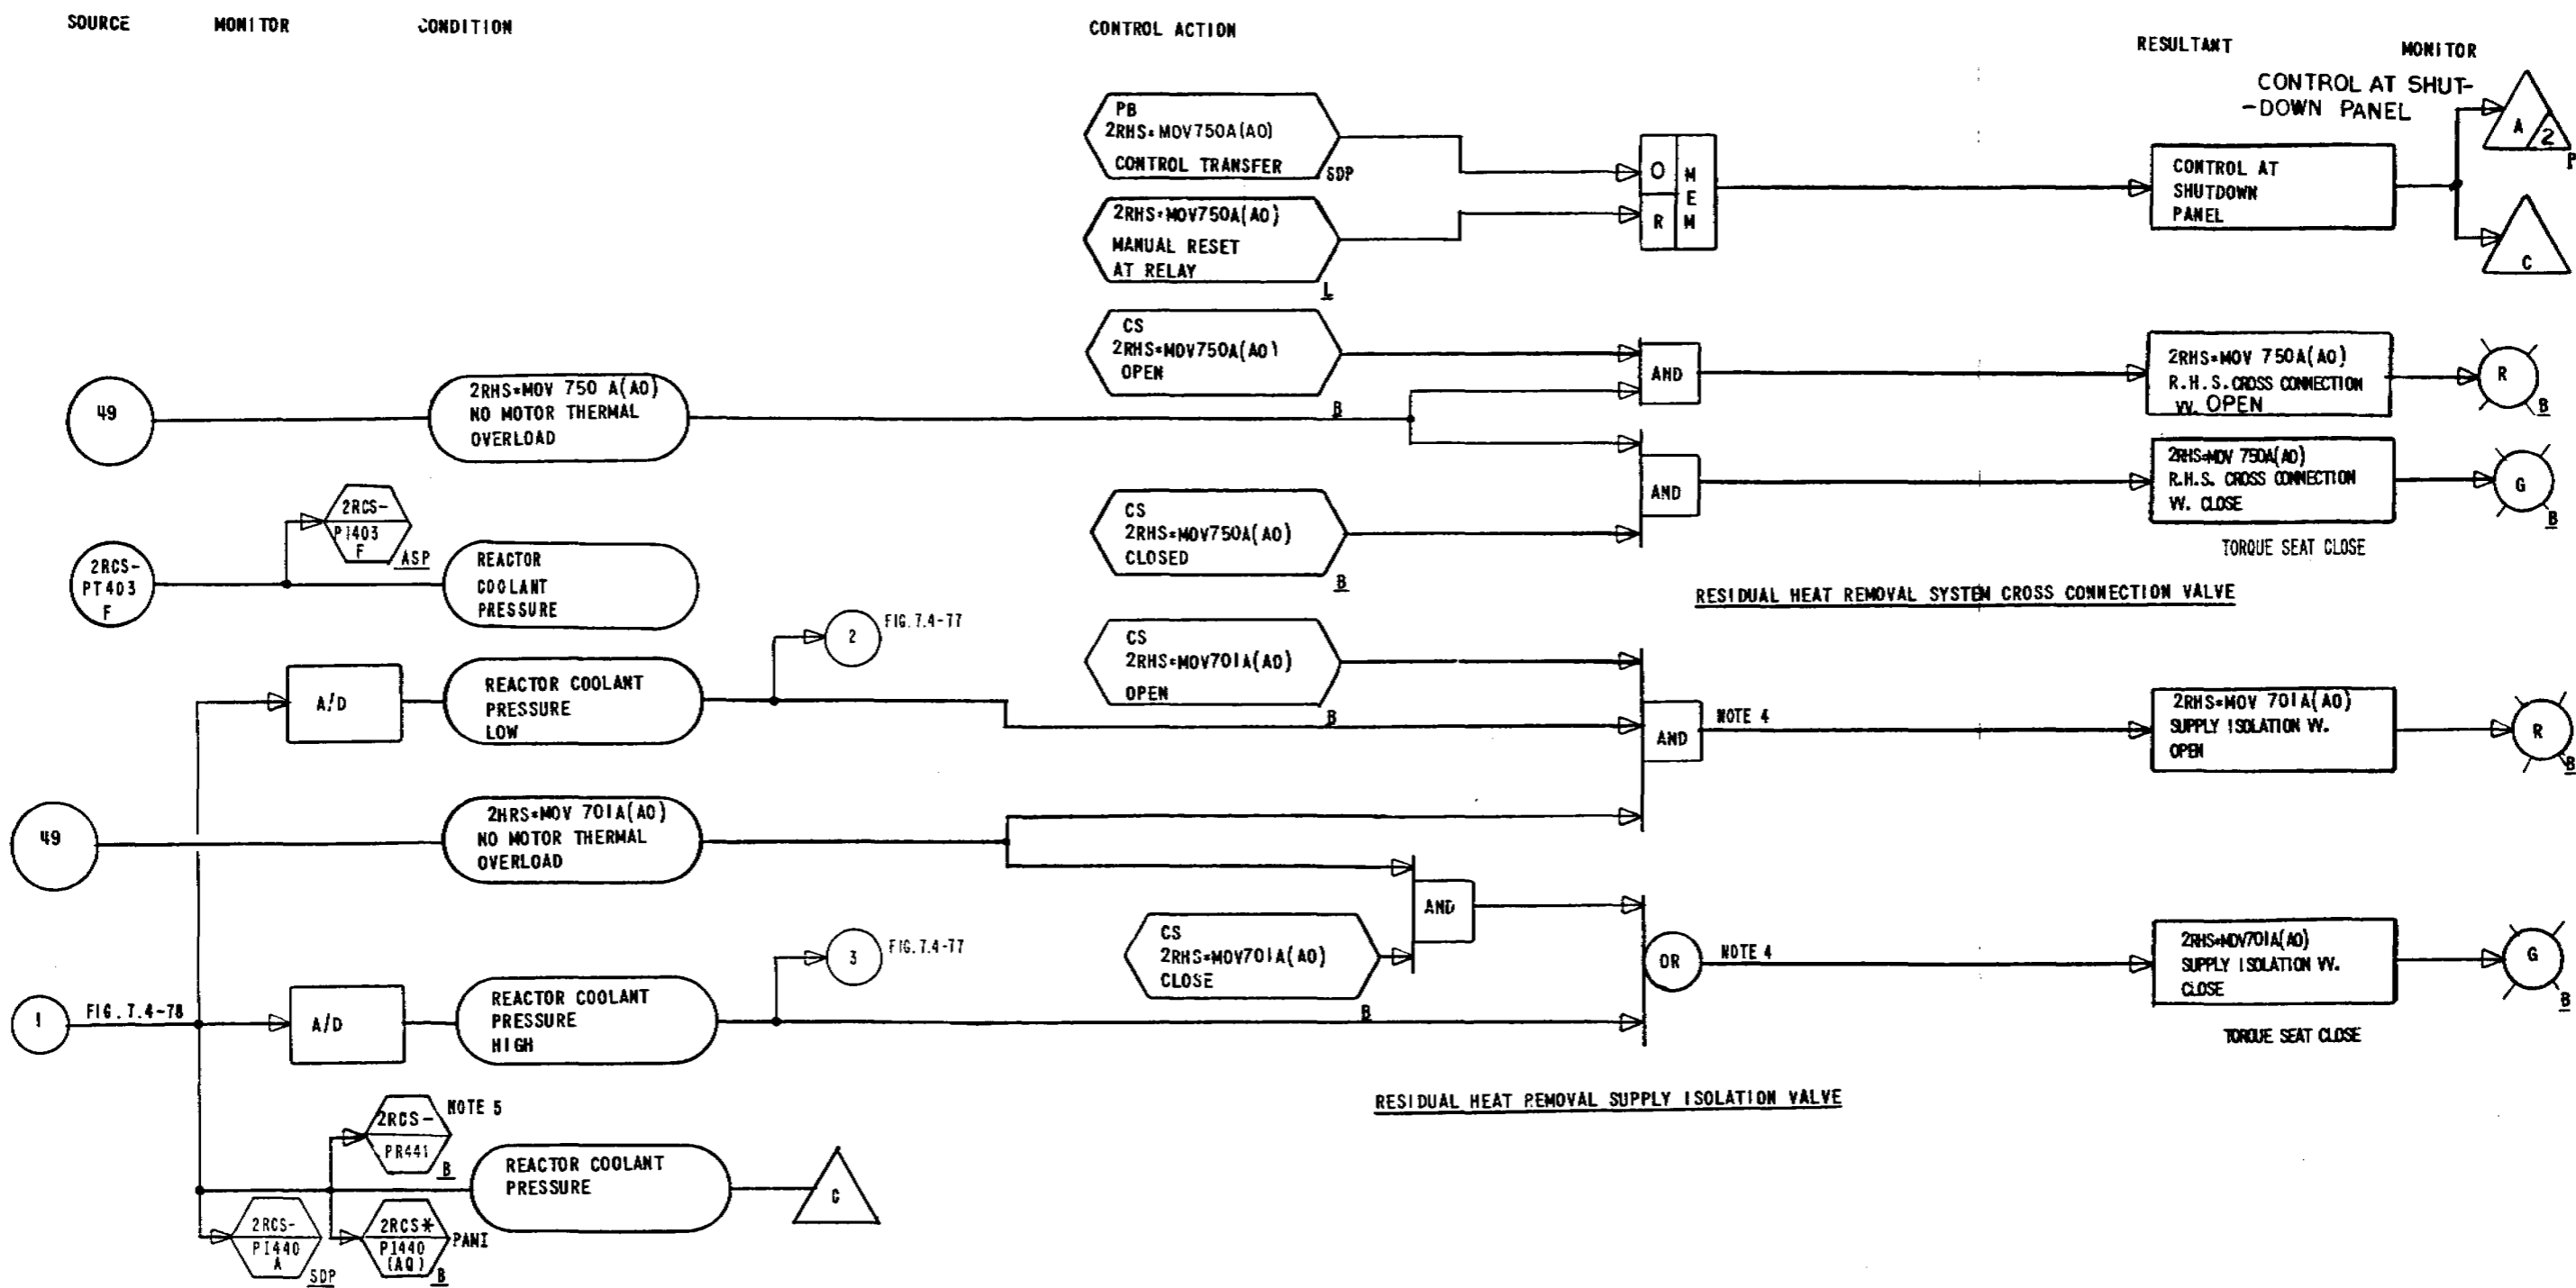 SOURCE MONITOR CONDITION CONTROL ACTION RESULTANT MONITOR
CONTROL AT SHUT-
-DOWN PANEL
PB
2RHS*MOV750A(AO)
CONTROL TRANSFER
SDP
O
R
MEM
CONTROL AT
SHUTDOWN
PANEL
A
2
P
2RHS*MOV750A(AO)
MANUAL RESET
AT RELAY
L
C
CS
2RHS*MOV750A(AO)
OPEN
B
AND
2RHS*MOV 750A(AO)
R.H.S. CROSS CONNECTION
VV. OPEN
R
B
49
2RHS*MOV 750 A(AO)
NO MOTOR THERMAL
OVERLOAD
AND
2RHS*MOV 750A(AO)
R.H.S. CROSS CONNECTION
VV. CLOSE
G
B
TORQUE SEAT CLOSE
CS
2RHS*MOV750A(AO)
CLOSED
B
2RCS-
PI403
F
ASP
2RCS-
PT403
F
REACTOR
COOLANT
PRESSURE
RESIDUAL HEAT REMOVAL SYSTEM CROSS CONNECTION VALVE
2
FIG. 7.4-77
CS
2RHS*MOV701A(AO)
OPEN
B
A/D
REACTOR COOLANT
PRESSURE
LOW
AND
NOTE 4
2RHS*MOV 701A(AO)
SUPPLY ISOLATION VV.
OPEN
R
B
49
2HRS*MOV 701A(AO)
NO MOTOR THERMAL
OVERLOAD
AND
CS
2RHS*MOV701A(AO)
CLOSE
B
3
FIG. 7.4-77
OR
NOTE 4
2RHS*MOV701A(AO)
SUPPLY ISOLATION VV.
CLOSE
G
B
TORQUE SEAT CLOSE
1
FIG. 7.4-78
A/D
REACTOR COOLANT
PRESSURE
HIGH
RESIDUAL HEAT REMOVAL SUPPLY ISOLATION VALVE
2RCS-
PR441
NOTE 5
B
REACTOR COOLANT
PRESSURE
C
2RCS-
PI440
A
SDP
2RCS*
PI440
(AO)
PAMI
B